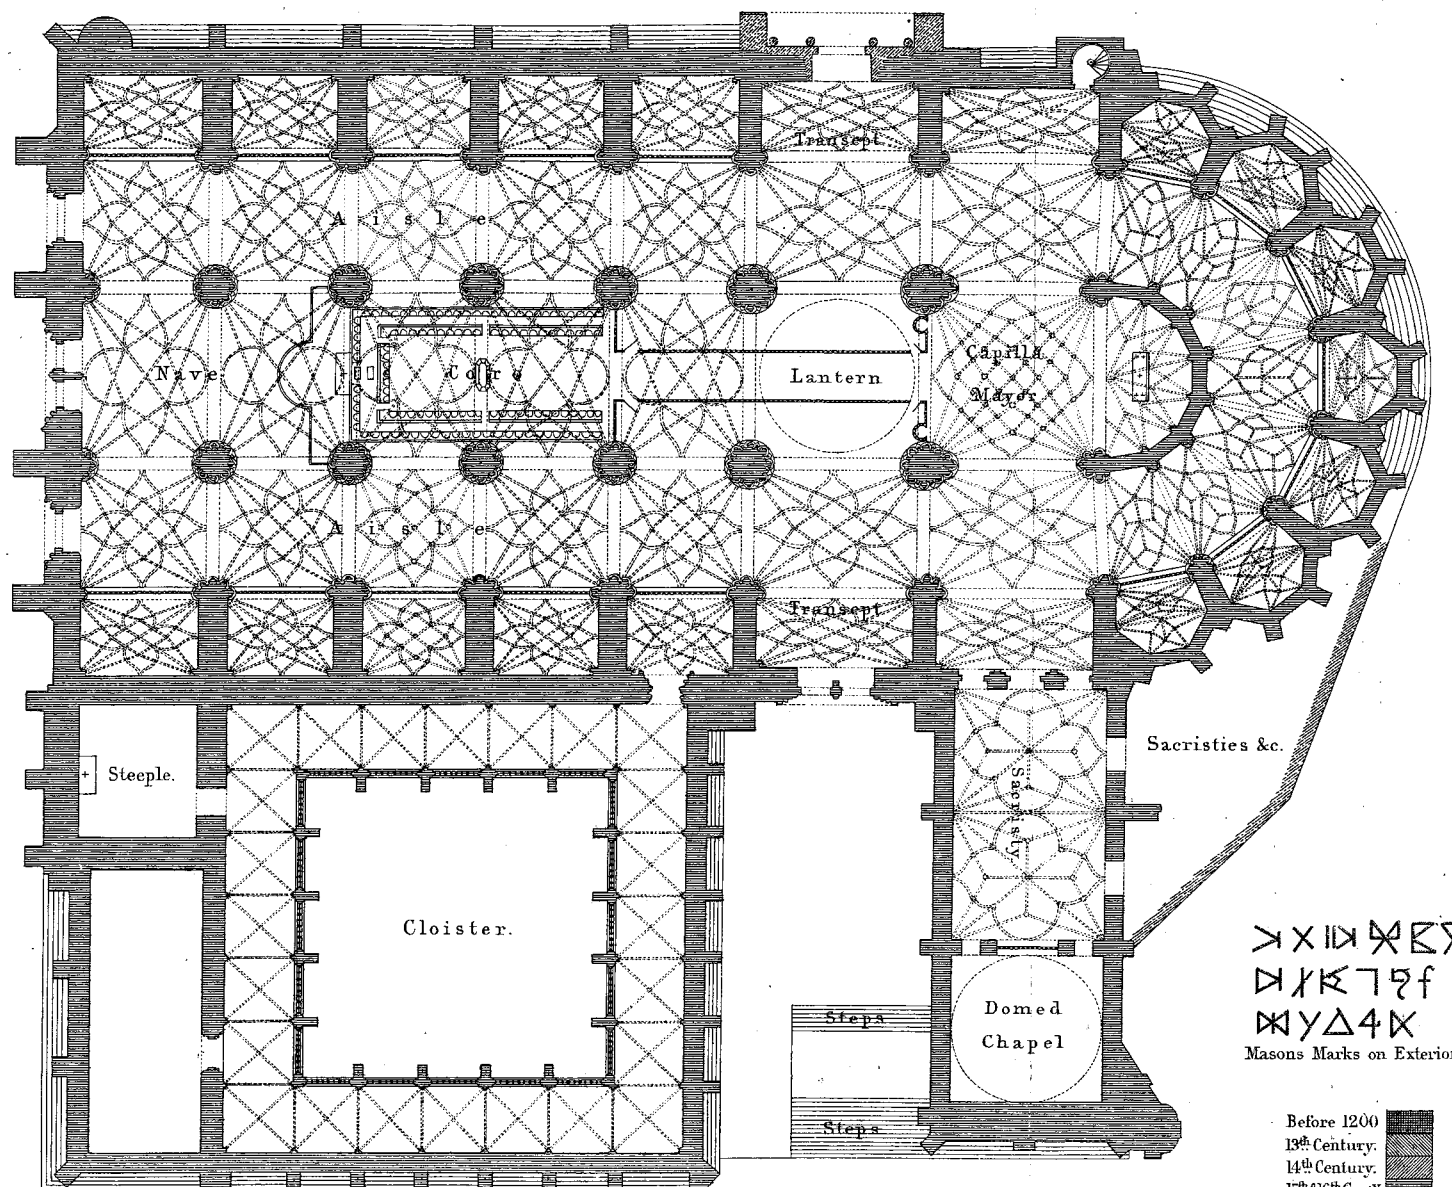 Transept.
Aisle
Nave
Coro
Lantern
Capilla
Mayor
Aisle
Transept
Steeple.
Sacristy.
Sacristies &c.
Cloister.
Domed
Chapel
Steps
Steps
Masons Marks on Exterior
Before 1200
13th Century.
14th Century.